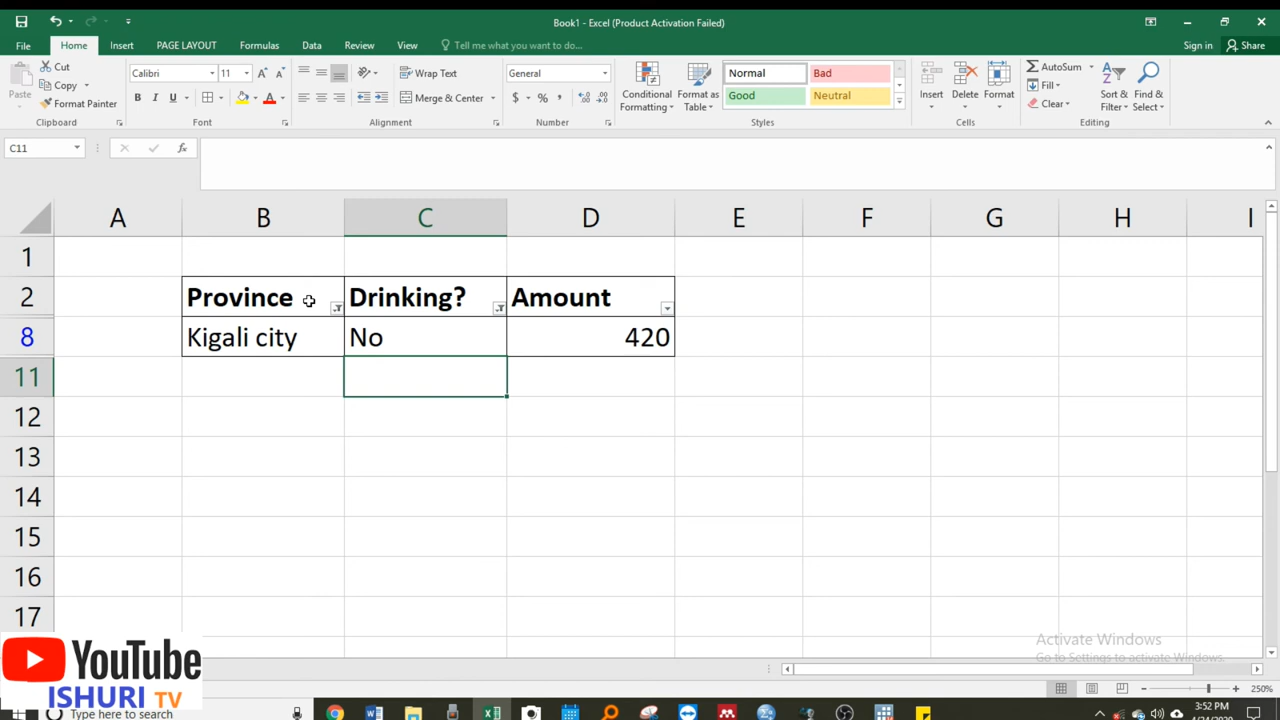 Book1 - Excel (Product Activation Failed)
File Home Insert PAGE LAYOUT Formulas Data Review View Tell me what you want to do... Sign in Share
Paste
Cut
Copy
Format Painter
Clipboard
Calibri
B I U
Font
Wrap Text
Merge & Center
Alignment
General
$ % ,
Number
Conditional Formatting
Format as Table
Normal Bad
Good Neutral
Styles
Insert Delete Format
Cells
AutoSum
Fill
Clear
Sort & Filter
Find & Select
Editing
C11 fx
A B C D E F G H I
1
2 Province Drinking? Amount
8 Kigali city No 420
11
12
13
14
15
16
17
Activate Windows
Go to Settings to activate Windows.
YouTube
ISHURI TV
250%
Type here to search
3:52 PM